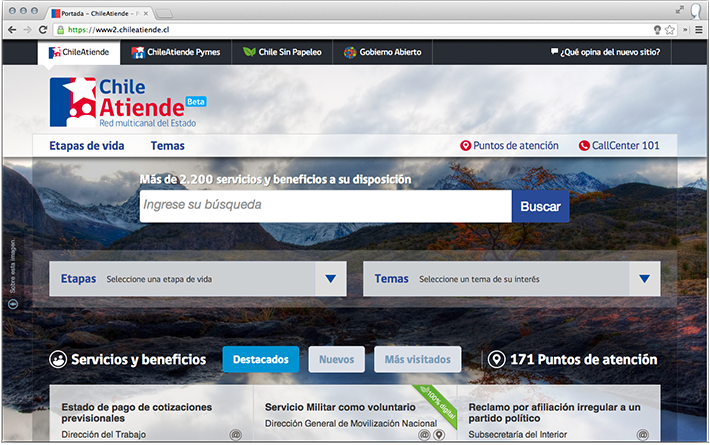 Portada – ChileAtiende – P
https://www2.chileatiende.cl
ChileAtiende
ChileAtiende Pymes
Chile Sin Papeleo
Gobierno Abierto
¿Qué opina del nuevo sitio?
Chile
Atiende
Beta
Red multicanal del Estado
Etapas de vida
Temas
Puntos de atención
CallCenter 101
Más de 2.200 servicios y beneficios a su disposición
Ingrese su búsqueda
Buscar
Sobre esta imagen
Etapas
Seleccione una etapa de vida
Temas
Seleccione un tema de su interés
Servicios y beneficios
Destacados
Nuevos
Más visitados
171 Puntos de atención
Estado de pago de cotizaciones
previsionales
Dirección del Trabajo
Servicio Militar como voluntario
Dirección General de Movilización Nacional
100% digital
Reclamo por afiliación irregular a un
partido político
Subsecretaría del Interior